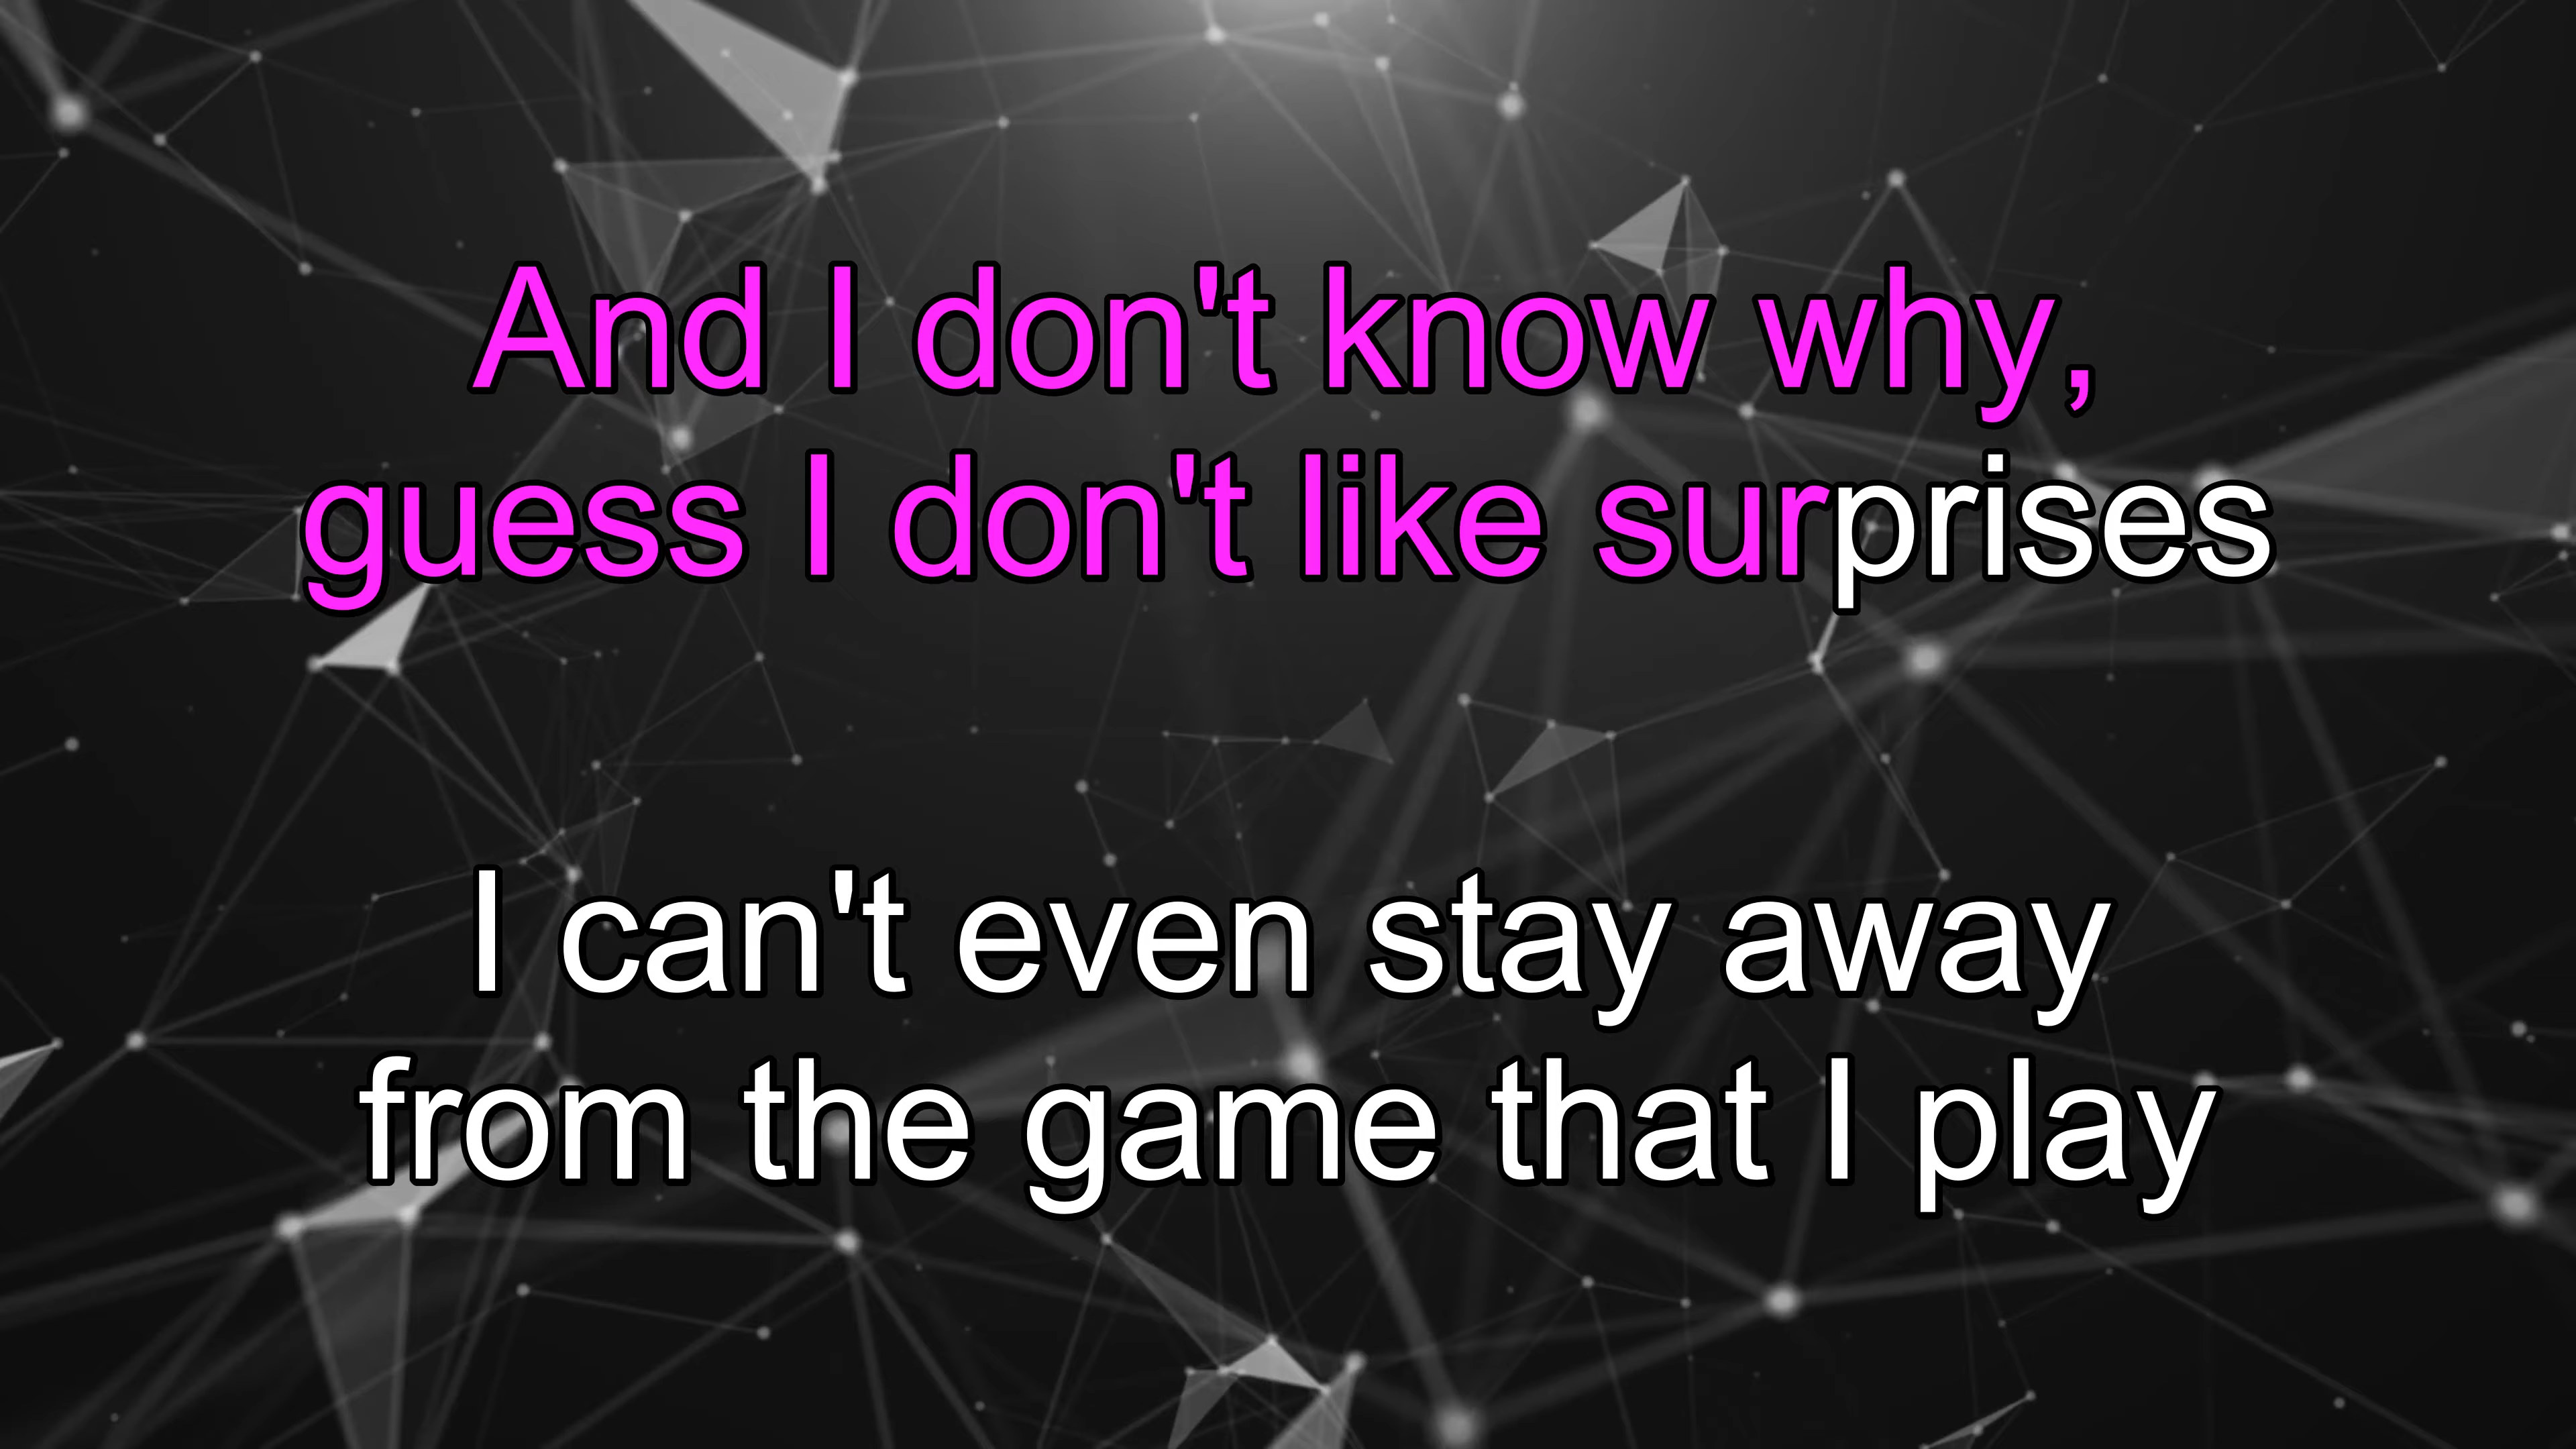 And I don't know why,
guess I don't like surprises
I can't even stay away
from the game that I play